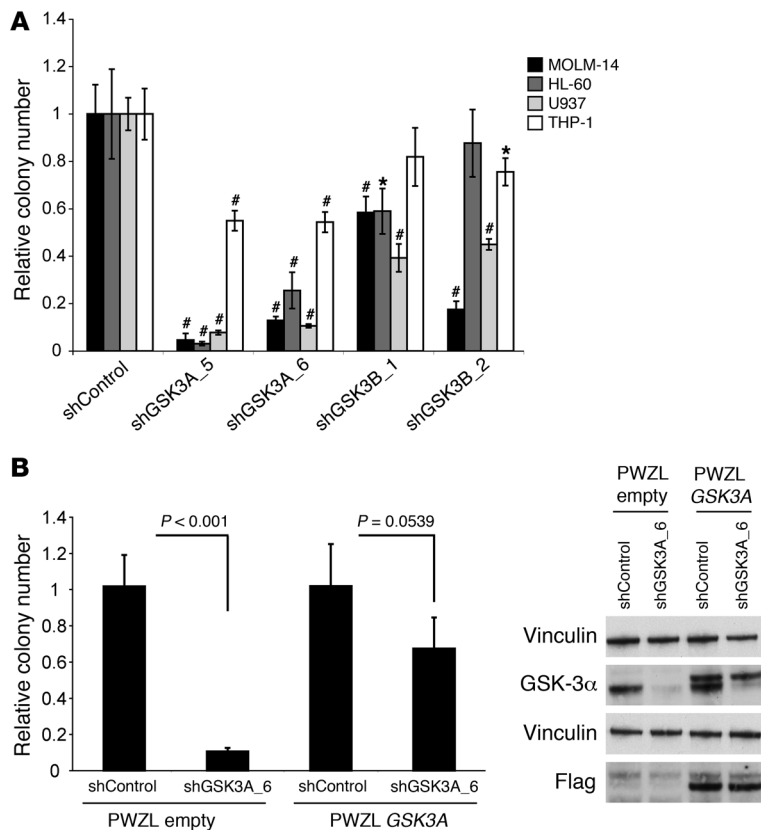 A
Relative colony number
1.4
1.2
1
0.8
0.6
0.4
0.2
0
MOLM-14
HL-60
U937
THP-1
# # # #
# # # #
# * #
# # *
shControl
shGSK3A_5
shGSK3A_6
shGSK3B_1
shGSK3B_2
B
Relative colony number
1.4
1.2
1
0.8
0.6
0.4
0.2
0
P < 0.001
P = 0.0539
shControl
shGSK3A_6
shControl
shGSK3A_6
PWZL empty
PWZL GSK3A
PWZL
empty
PWZL
GSK3A
shControl
shGSK3A_6
shControl
shGSK3A_6
Vinculin
GSK-3α
Vinculin
Flag